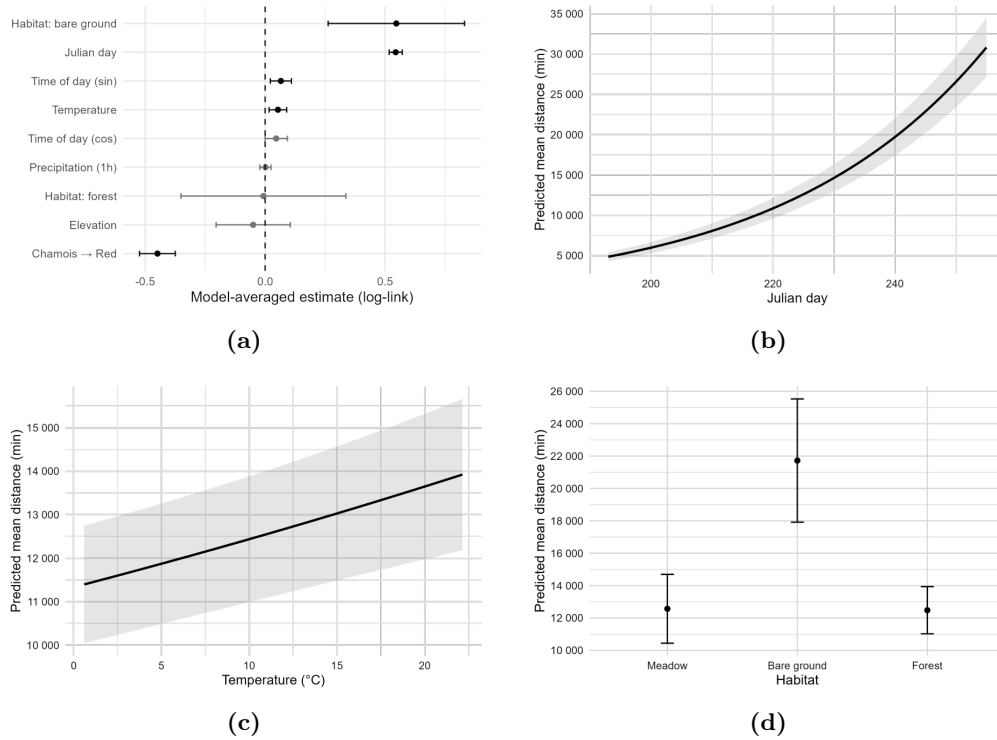 Habitat: bare ground
Julian day
Time of day (sin)
Temperature
Time of day (cos)
Precipitation (1h)
Habitat: forest
Elevation
Chamois → Red
-0.5 0.0 0.5
Model-averaged estimate (log-link)
(a)
Predicted mean distance (min)
35 000
30 000
25 000
20 000
15 000
10 000
5 000
200 220 240
Julian day
(b)
Predicted mean distance (min)
15 000
14 000
13 000
12 000
11 000
10 000
0 5 10 15 20
Temperature (°C)
(c)
Predicted mean distance (min)
26 000
24 000
22 000
20 000
18 000
16 000
14 000
12 000
10 000
Meadow Bare ground Forest
Habitat
(d)